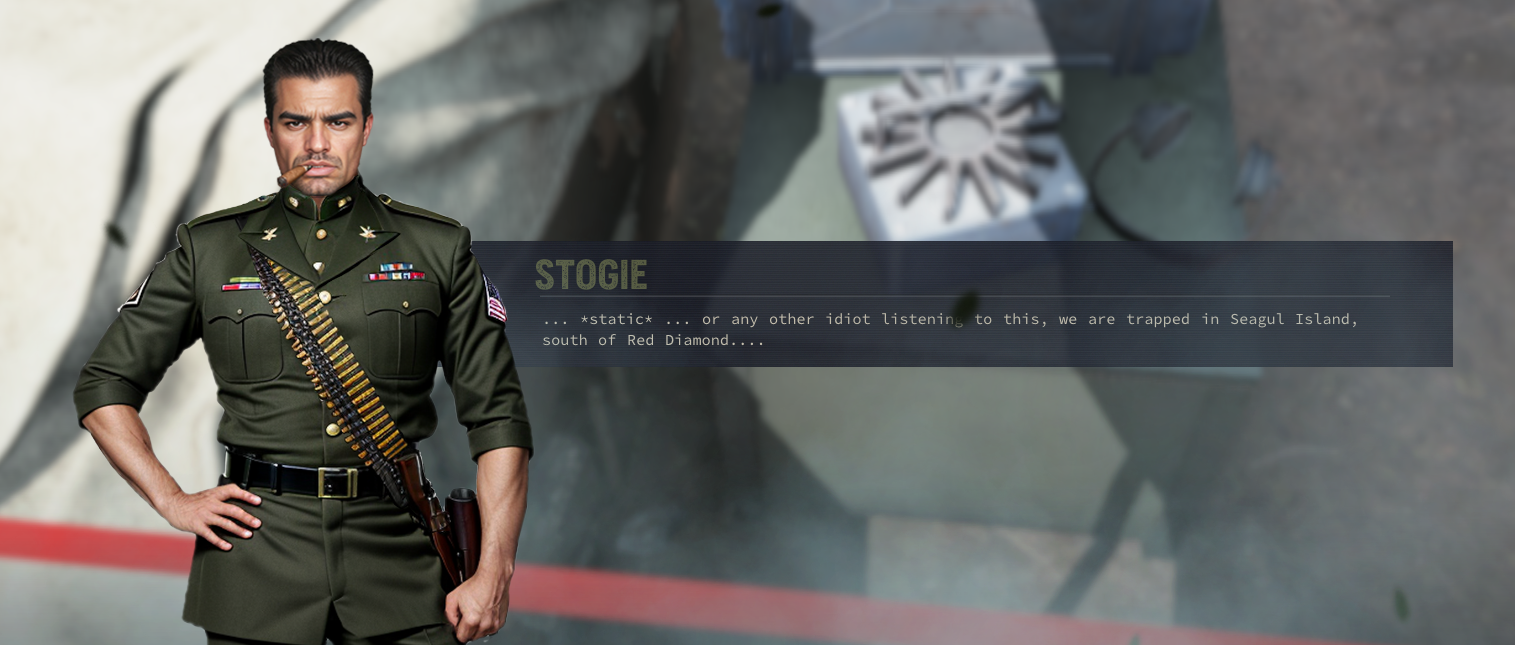 STOGIE
... *static* ... or any other idiot listening to this, we are trapped in Seagul Island,
south of Red Diamond....